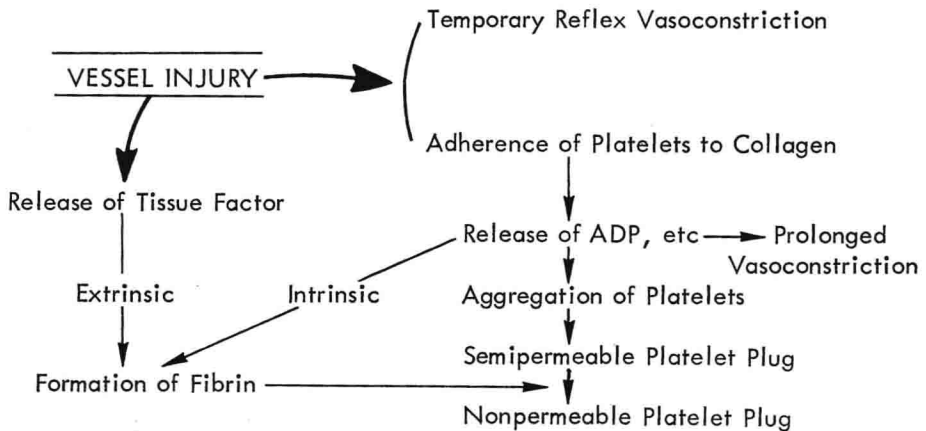 Temporary Reflex Vasoconstriction
VESSEL INJURY
Adherence of Platelets to Collagen
Release of Tissue Factor
Release of ADP, etc
Prolonged
Vasoconstriction
Extrinsic
Intrinsic
Aggregation of Platelets
Semipermeable Platelet Plug
Formation of Fibrin
Nonpermeable Platelet Plug